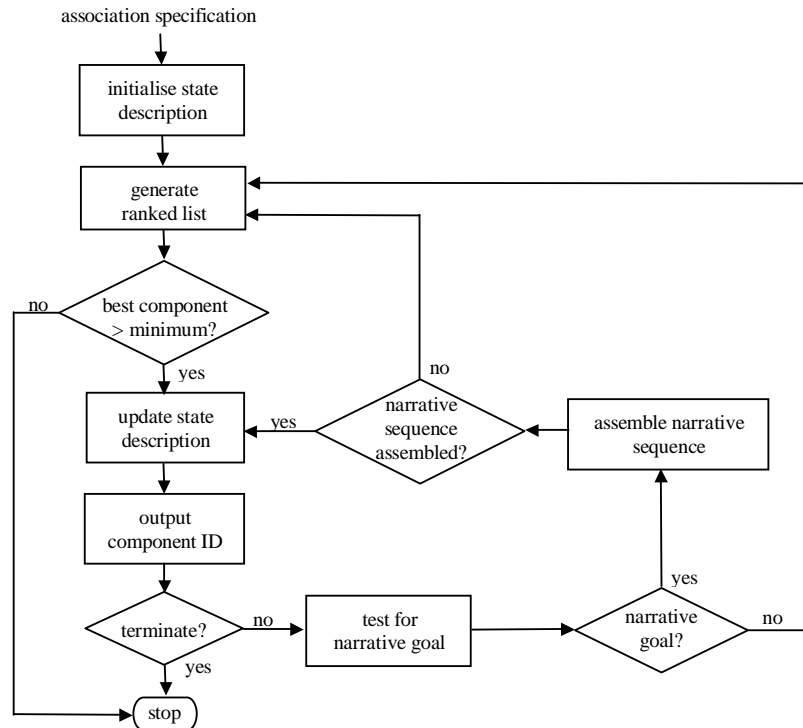 association specification
initialise state
description
generate
ranked list
no
best component
> minimum?
yes
update state
description
yes
narrative
sequence
assembled?
no
assemble narrative
sequence
output
component ID
terminate?
no
test for
narrative goal
narrative
goal?
yes
no
yes
stop